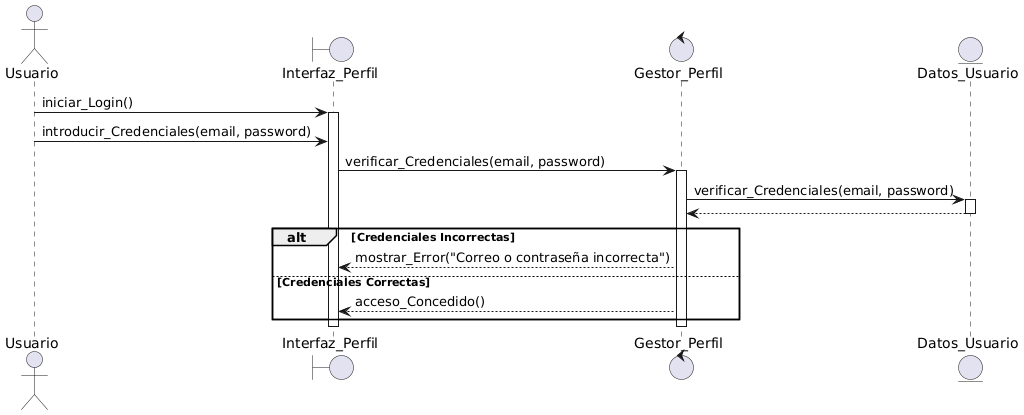 Usuario
Interfaz_Perfil
Gestor_Perfil
Datos_Usuario
iniciar_Login()
introducir_Credenciales(email, password)
verificar_Credenciales(email, password)
verificar_Credenciales(email, password)
alt [Credenciales Incorrectas]
mostrar_Error("Correo o contraseña incorrecta")
[Credenciales Correctas]
acceso_Concedido()
Usuario
Interfaz_Perfil
Gestor_Perfil
Datos_Usuario